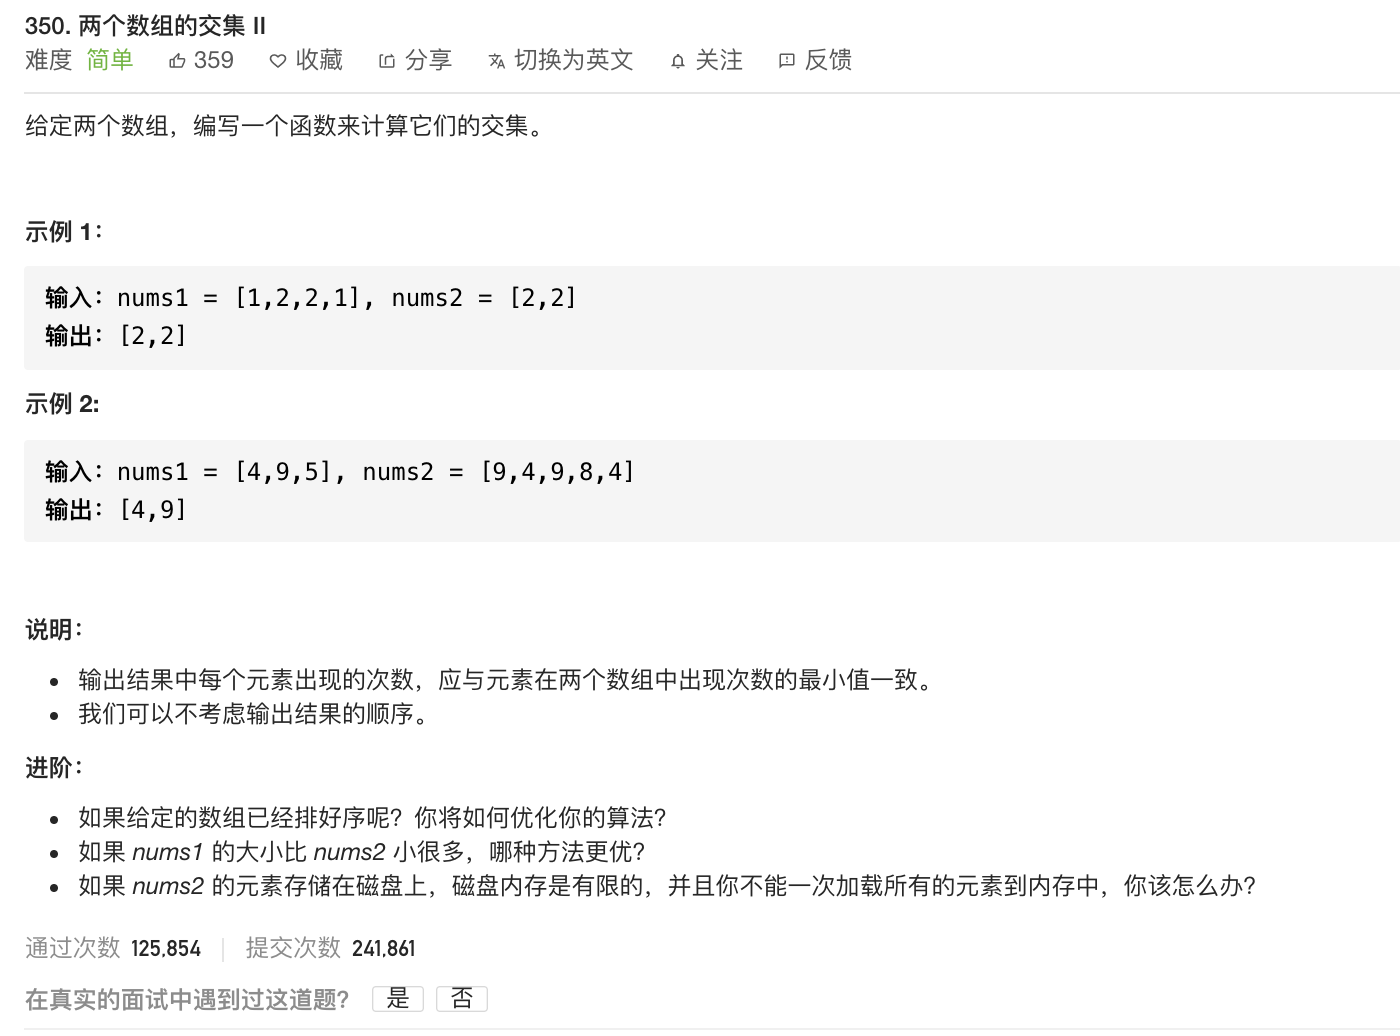 350. 两个数组的交集 II
难度 简单 359 收藏 分享 切换为英文 关注 反馈
给定两个数组，编写一个函数来计算它们的交集。
示例 1：
输入：nums1 = [1,2,2,1], nums2 = [2,2]
输出：[2,2]
示例 2:
输入：nums1 = [4,9,5], nums2 = [9,4,9,8,4]
输出：[4,9]
说明：
• 输出结果中每个元素出现的次数，应与元素在两个数组中出现次数的最小值一致。
• 我们可以不考虑输出结果的顺序。
进阶：
• 如果给定的数组已经排好序呢？你将如何优化你的算法？
• 如果 nums1 的大小比 nums2 小很多，哪种方法更优？
• 如果 nums2 的元素存储在磁盘上，磁盘内存是有限的，并且你不能一次加载所有的元素到内存中，你该怎么办？
通过次数 125,854 | 提交次数 241,861
在真实的面试中遇到过这道题？ 是 否